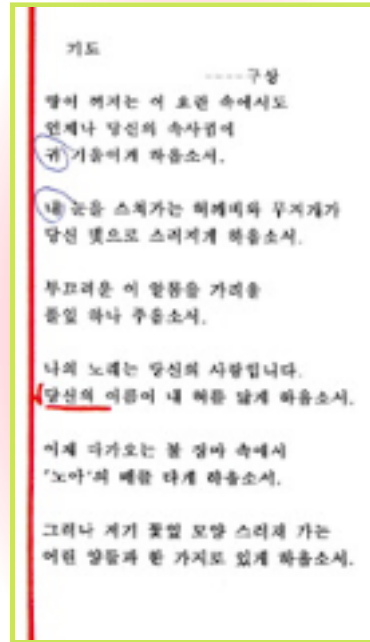 기도
----구상
땅이 꺼지는 이 요란 속에서도
언제나 당신의 속사귐에
귀 기울이게 하옵소서.
내 눈을 스쳐가는 허깨비와 무지개가
당신 빛으로 스러지게 하옵소서.
부끄러운 이 알몸을 가리울
풀잎 하나 주옵소서.
나의 노래는 당신의 사랑입니다.
당신의 이름이 내 혀를 닳게 하옵소서.
이제 다가오는 불 장마 속에서
'노아'의 배를 타게 하옵소서.
그러나 저기 꽃잎 모양 스러져 가는
어린 양들과 한 가지로 있게 하옵소서.